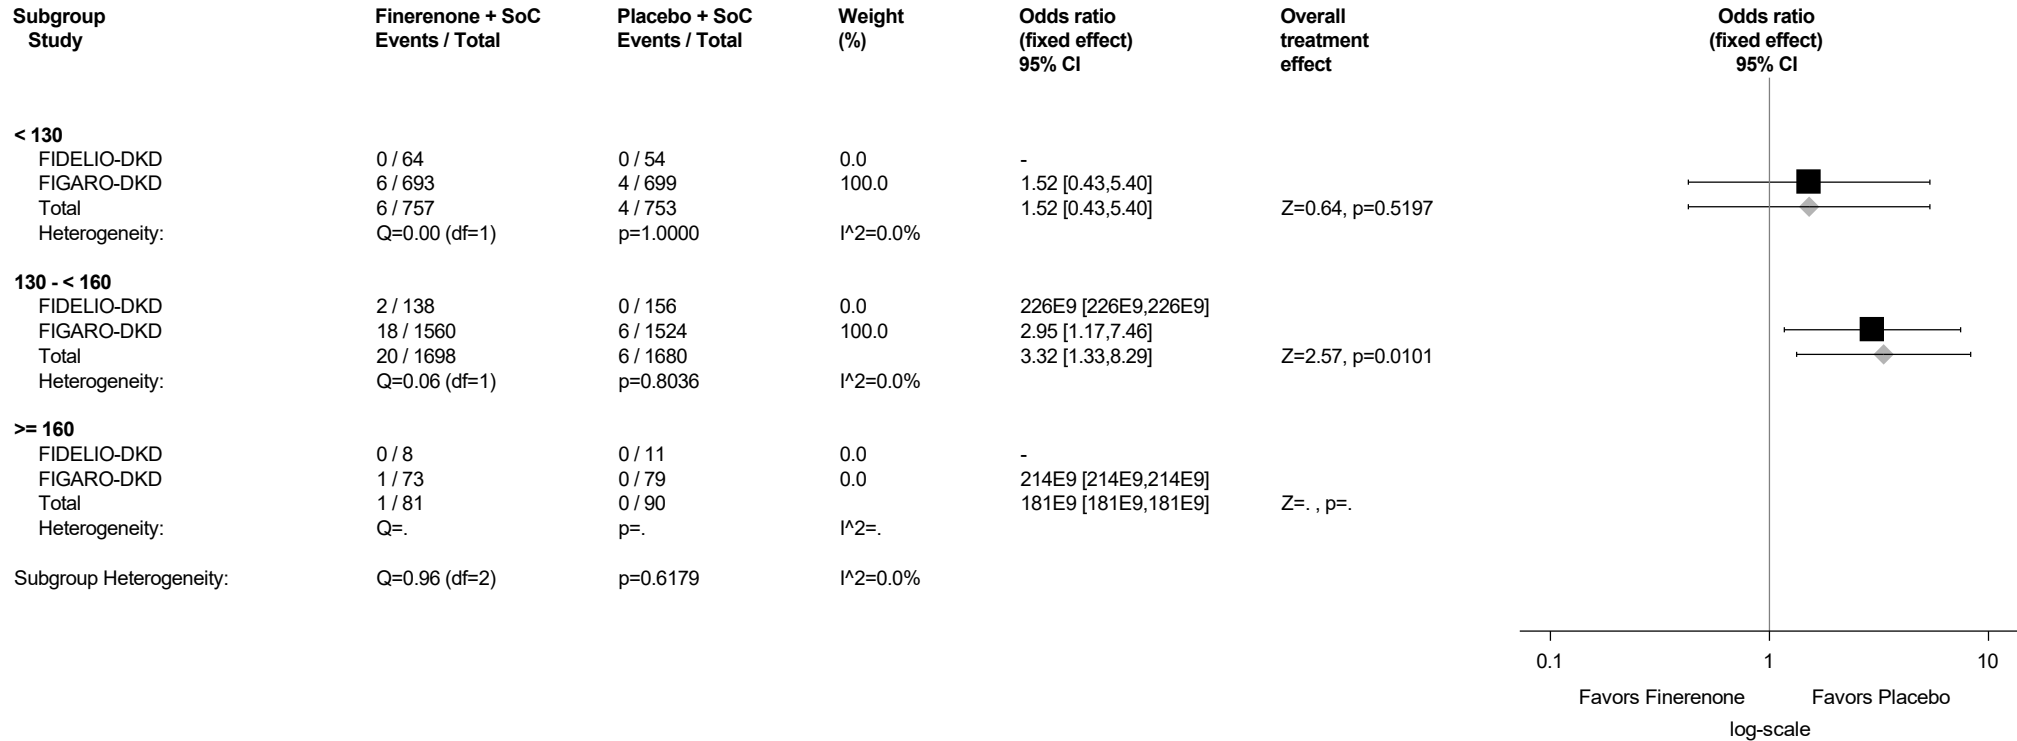 Subgroup Finerenone + SoC Placebo + SoC Weight Odds ratio Overall Odds ratio
Study Events / Total Events / Total (%) (fixed effect) treatment (fixed effect)
95% CI effect 95% CI
< 130
FIDELIO-DKD 0 / 64 0 / 54 0.0 -
FIGARO-DKD 6 / 693 4 / 699 100.0 1.52 [0.43,5.40]
Total 6 / 757 4 / 753 1.52 [0.43,5.40] Z=0.64, p=0.5197
Heterogeneity: Q=0.00 (df=1) p=1.0000 I^2=0.0%
130 - < 160
FIDELIO-DKD 2 / 138 0 / 156 0.0 226E9 [226E9,226E9]
FIGARO-DKD 18 / 1560 6 / 1524 100.0 2.95 [1.17,7.46]
Total 20 / 1698 6 / 1680 3.32 [1.33,8.29] Z=2.57, p=0.0101
Heterogeneity: Q=0.06 (df=1) p=0.8036 I^2=0.0%
>= 160
FIDELIO-DKD 0 / 8 0 / 11 0.0 -
FIGARO-DKD 1 / 73 0 / 79 0.0 214E9 [214E9,214E9]
Total 1 / 81 0 / 90 181E9 [181E9,181E9] Z=. , p=.
Heterogeneity: Q=. p=. I^2=.
Subgroup Heterogeneity: Q=0.96 (df=2) p=0.6179 I^2=0.0%
0.1 1 10
Favors Finerenone Favors Placebo
log-scale